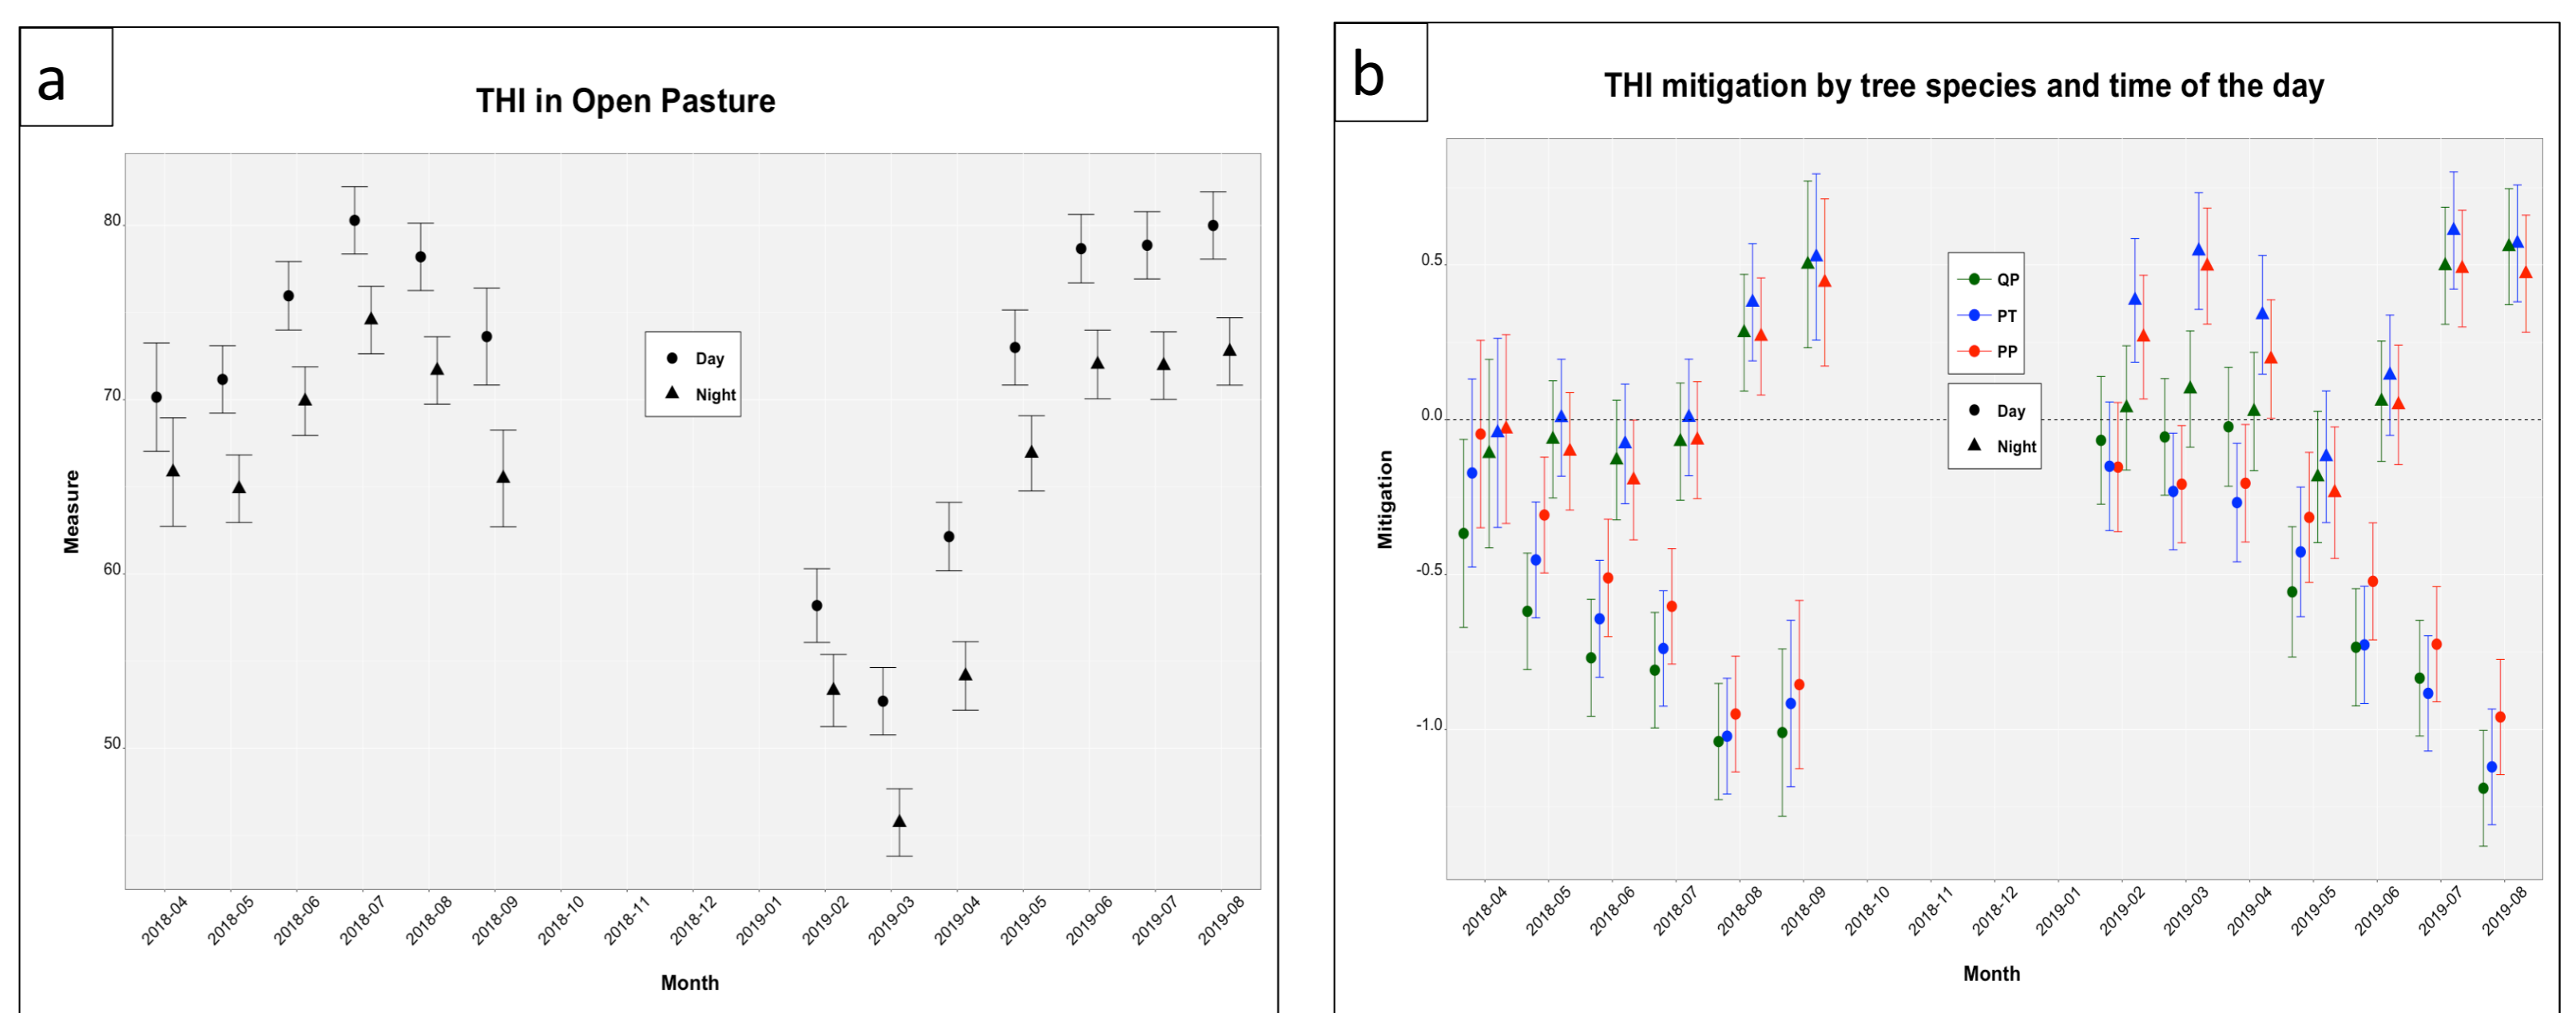 a
THI in Open Pasture
Measure
80
70
60
50
Day
Night
2018-04
2018-05
2018-06
2018-07
2018-08
2018-09
2018-10
2018-11
2018-12
2019-01
2019-02
2019-03
2019-04
2019-05
2019-06
2019-07
2019-08
Month
b
THI mitigation by tree species and time of the day
Mitigation
0.5
0.0
-0.5
-1.0
QP
PT
PP
Day
Night
2018-04
2018-05
2018-06
2018-07
2018-08
2018-09
2018-10
2018-11
2018-12
2019-01
2019-02
2019-03
2019-04
2019-05
2019-06
2019-07
2019-08
Month